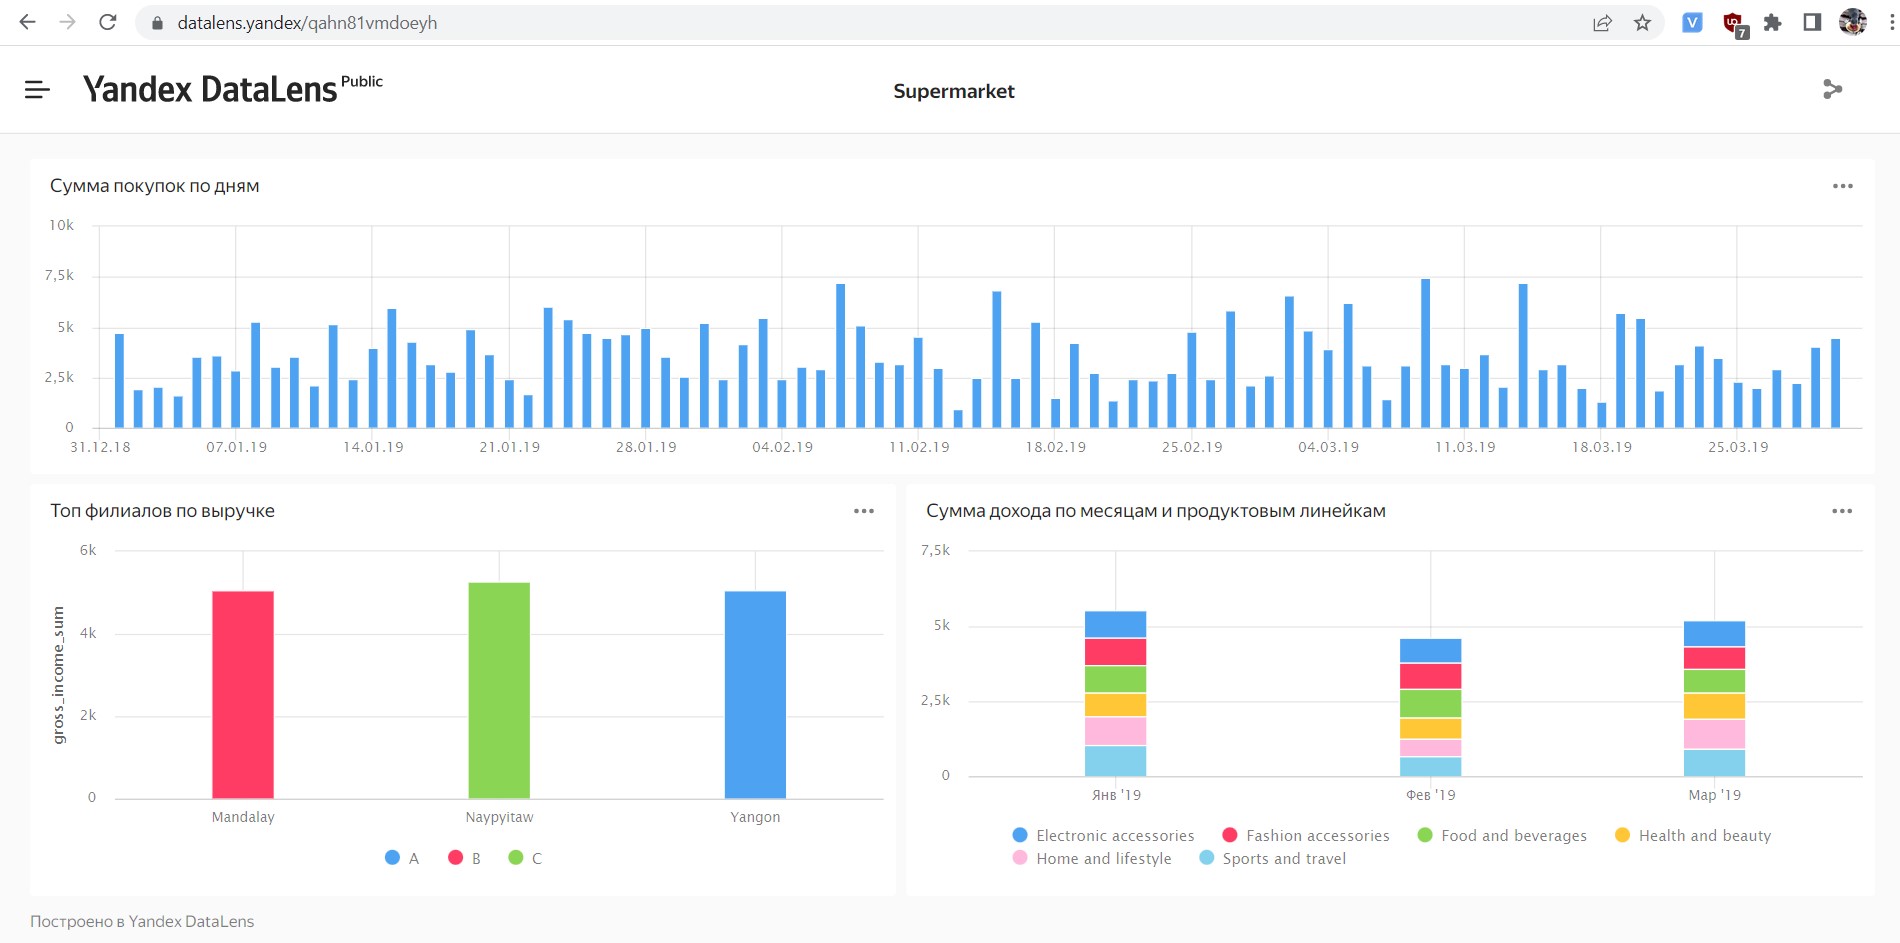 datalens.yandex/qahn81vmdoeyh
7
Yandex DataLens Public
Supermarket
Сумма покупок по дням
10k
7,5k
5k
2,5k
0
31.12.18 07.01.19 14.01.19 21.01.19 28.01.19 04.02.19 11.02.19 18.02.19 25.02.19 04.03.19 11.03.19 18.03.19 25.03.19
Топ филиалов по выручке
6k
4k
2k
0
gross_income_sum
Mandalay Naypyitaw Yangon
A B C
Сумма дохода по месяцам и продуктовым линейкам
7,5k
5k
2,5k
0
Янв '19 Фев '19 Мар '19
Electronic accessories Fashion accessories Food and beverages Health and beauty
Home and lifestyle Sports and travel
Построено в Yandex DataLens